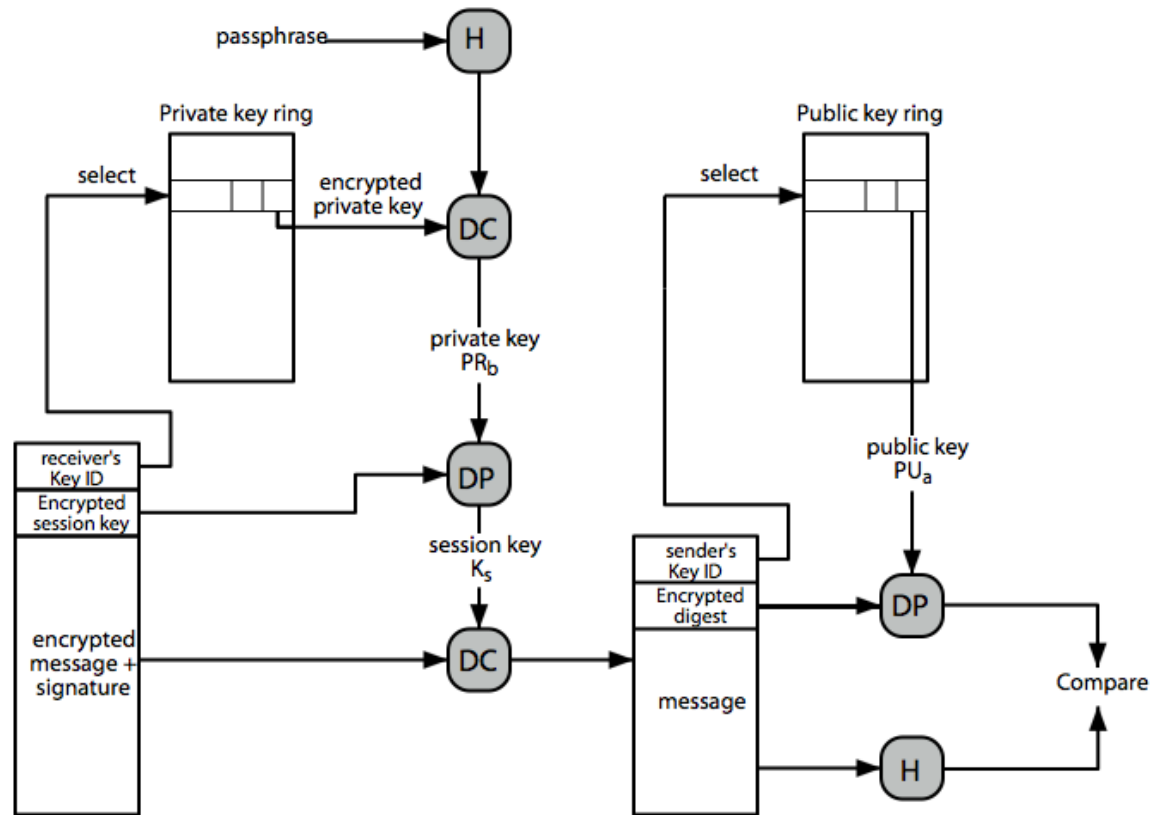 passphrase
H
Private key ring
Public key ring
select
encrypted
private key
select
DC
private key
PRb
receiver's
Key ID
Encrypted
session key
DP
public key
PUa
session key
Ks
sender's
Key ID
Encrypted
digest
DP
encrypted
message +
signature
DC
message
Compare
H